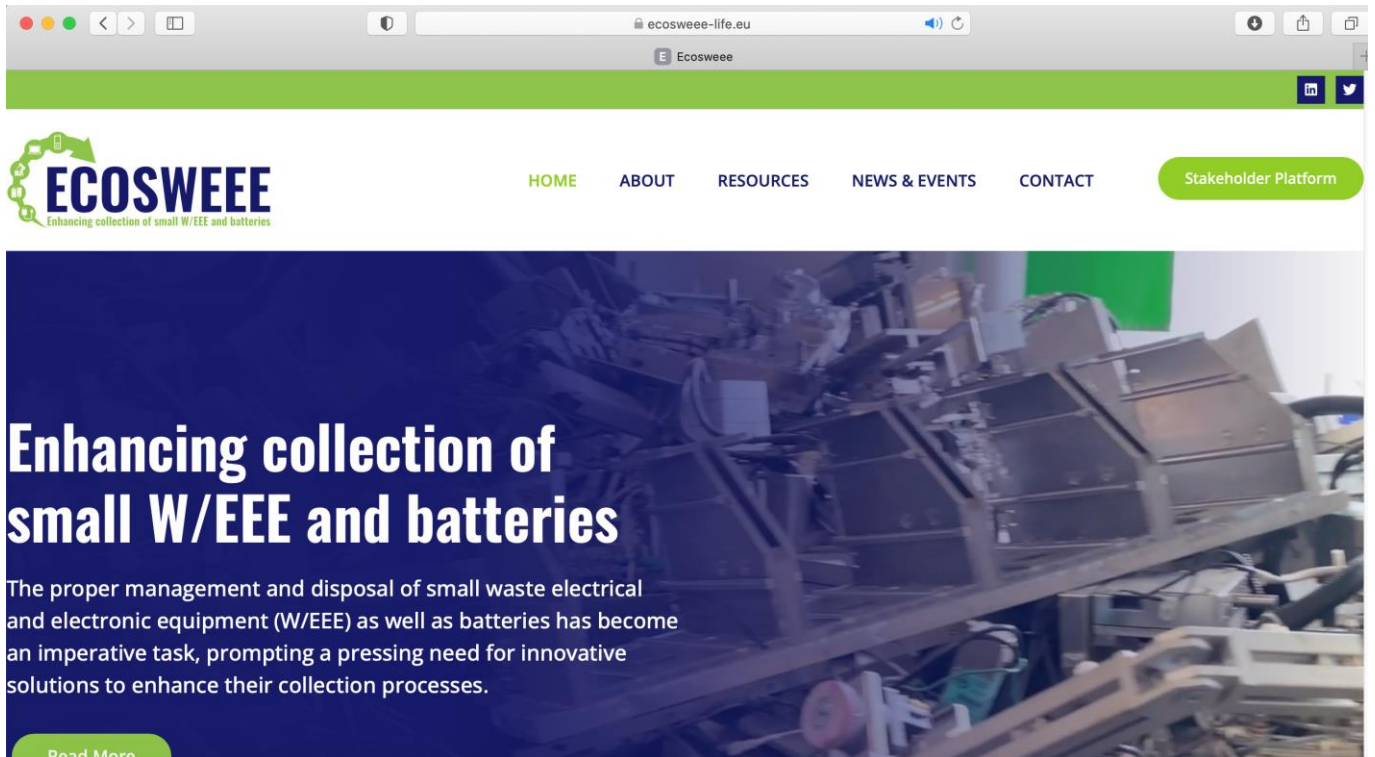 ecosweee-life.eu
E Ecosweee
in
ECOSWEEE
Enhancing collection of small W/EEE and batteries
HOME ABOUT RESOURCES NEWS & EVENTS CONTACT Stakeholder Platform
Enhancing collection of
small W/EEE and batteries
The proper management and disposal of small waste electrical
and electronic equipment (W/EEE) as well as batteries has become
an imperative task, prompting a pressing need for innovative
solutions to enhance their collection processes.
Read More